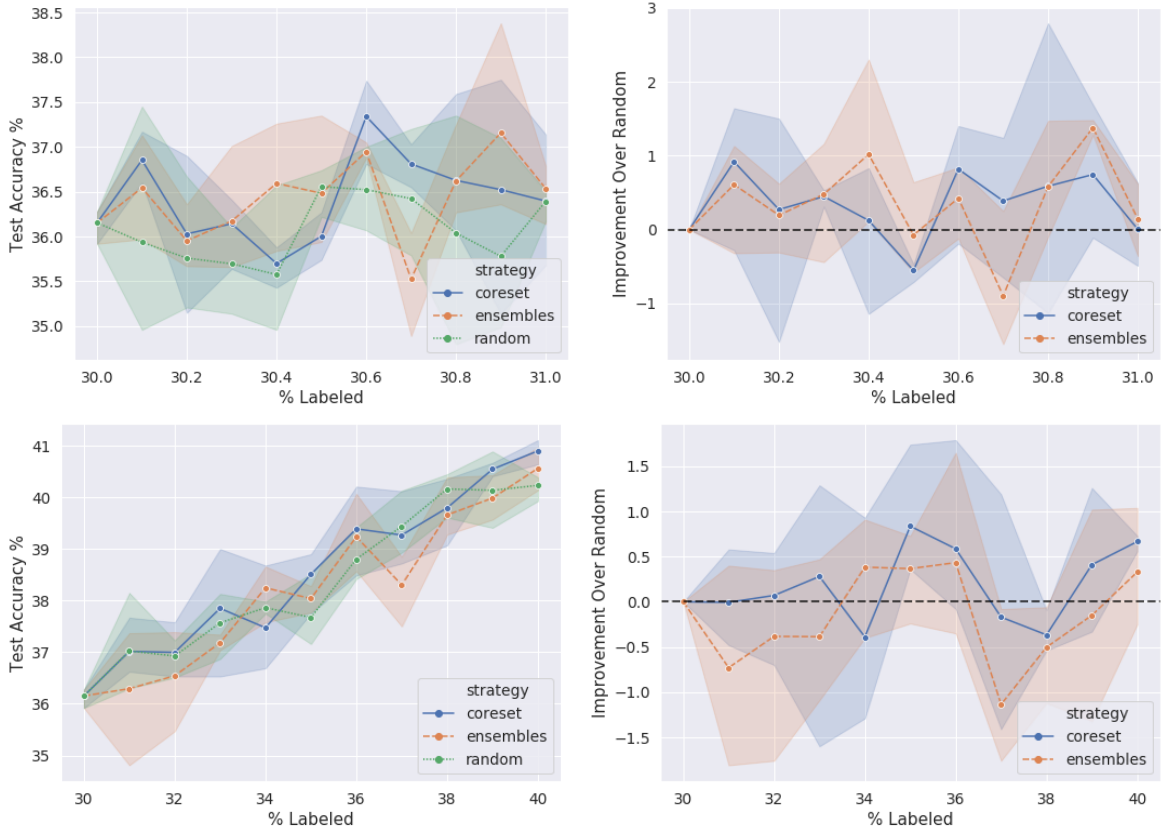 38.5
38.0
37.5
37.0
36.5
36.0
35.5
35.0
Test Accuracy %
30.0 30.2 30.4 30.6 30.8 31.0
% Labeled
strategy
coreset
ensembles
random
3
2
1
0
−1
Improvement Over Random
30.0 30.2 30.4 30.6 30.8 31.0
% Labeled
strategy
coreset
ensembles
41
40
39
38
37
36
35
Test Accuracy %
30 32 34 36 38 40
% Labeled
strategy
coreset
ensembles
random
1.5
1.0
0.5
0.0
−0.5
−1.0
−1.5
Improvement Over Random
30 32 34 36 38 40
% Labeled
strategy
coreset
ensembles